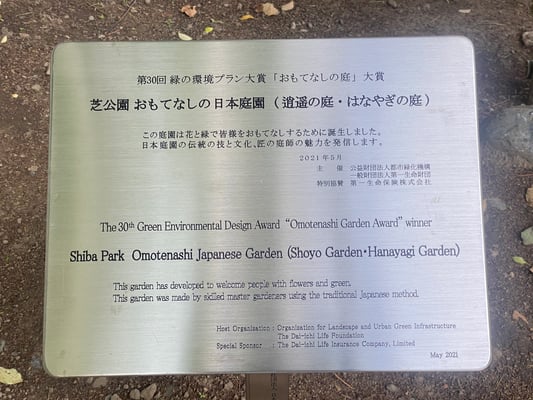 第30回 緑の環境プラン大賞 「おもてなしの庭」 大賞
芝公園 おもてなしの日本庭園 ( 逍遥の庭・はなやぎの庭 )
この庭園は花と緑で皆様をおもてなしするために誕生しました。
日本庭園の伝統の技と文化、匠の庭師の魅力を発信します。
2021年5月
主　催　公益財団法人都市緑化機構
一般財団法人第一生命財団
特別協賛　第一生命保険株式会社
The 30th Green Environmental Design Award “Omotenashi Garden Award” winner
Shiba Park Omotenashi Japanese Garden (Shoyo Garden・Hanayagi Garden)
This garden has developed to welcome people with flowers and green.
This garden was made by skilled master gardeners using the traditional Japanese method.
Host Organization : Organization for Landscape and Urban Green Infrastructure
The Dai-ichi Life Foundation
Special Sponsor : The Dai-ichi Life Insurance Company, Limited
May 2021